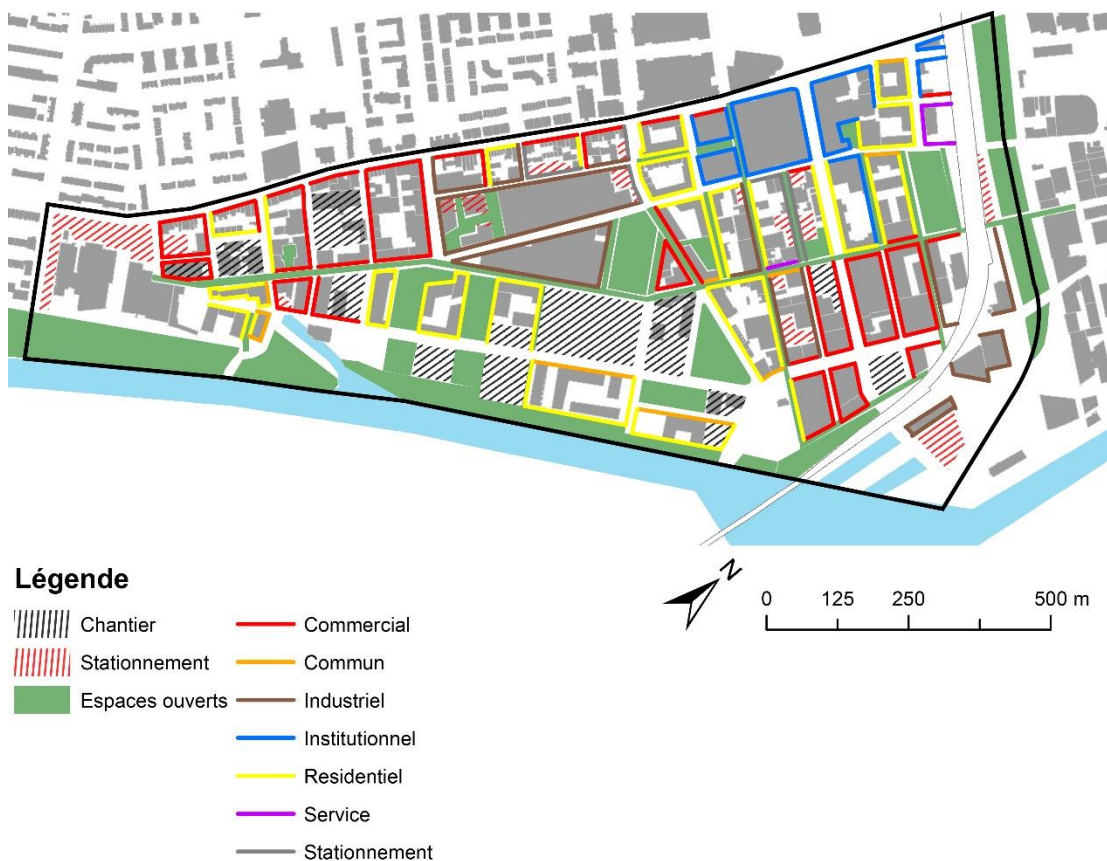 N
Légende
0 125 250 500 m
Chantier
Stationnement
Espaces ouverts
Commercial
Commun
Industriel
Institutionnel
Residentiel
Service
Stationnement